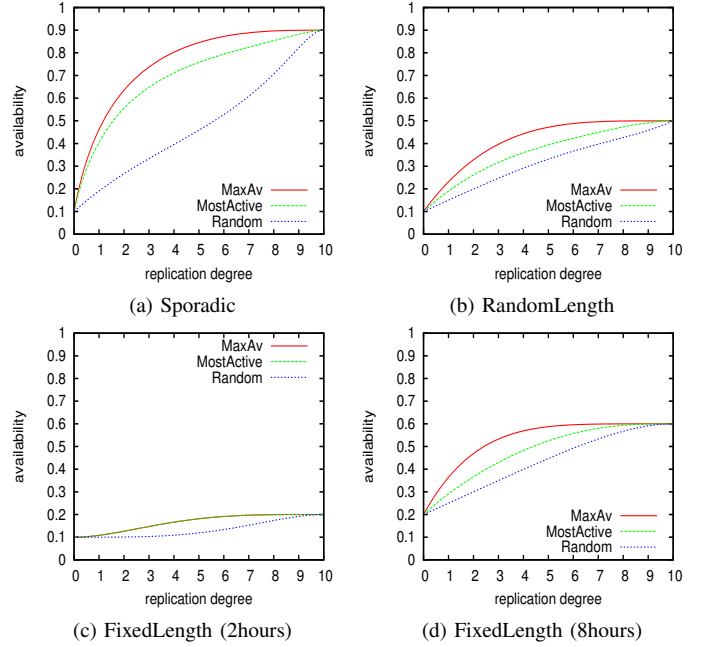 1
0.9
0.8
0.7
0.6
0.5
0.4
0.3
0.2
0.1
0
availability
MaxAv
MostActive
Random
0 1 2 3 4 5 6 7 8 9 10
replication degree
(a) Sporadic
1
0.9
0.8
0.7
0.6
0.5
0.4
0.3
0.2
0.1
0
availability
MaxAv
MostActive
Random
0 1 2 3 4 5 6 7 8 9 10
replication degree
(b) RandomLength
1
0.9
0.8
0.7
0.6
0.5
0.4
0.3
0.2
0.1
0
availability
MaxAv
MostActive
Random
0 1 2 3 4 5 6 7 8 9 10
replication degree
(c) FixedLength (2hours)
1
0.9
0.8
0.7
0.6
0.5
0.4
0.3
0.2
0.1
0
availability
MaxAv
MostActive
Random
0 1 2 3 4 5 6 7 8 9 10
replication degree
(d) FixedLength (8hours)